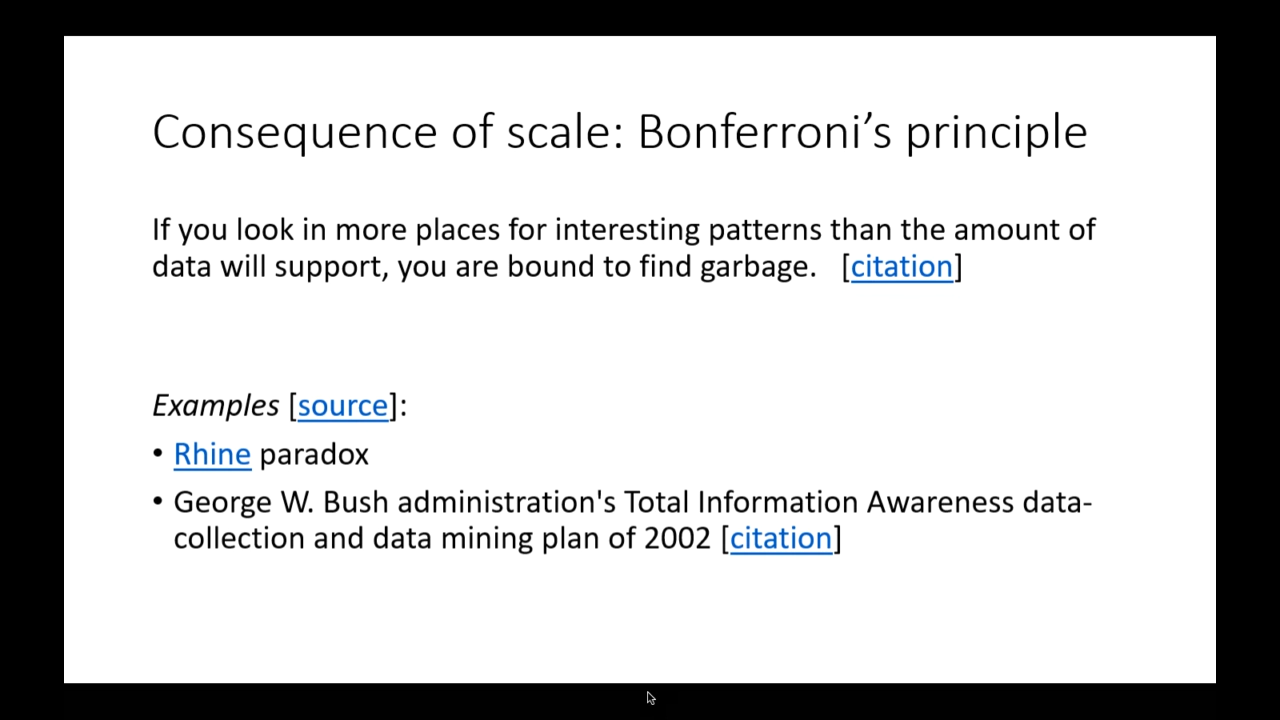 Consequence of scale: Bonferroni’s principle
If you look in more places for interesting patterns than the amount of
data will support, you are bound to find garbage. [citation]
Examples [source]:
• Rhine paradox
• George W. Bush administration's Total Information Awareness data-
collection and data mining plan of 2002 [citation]